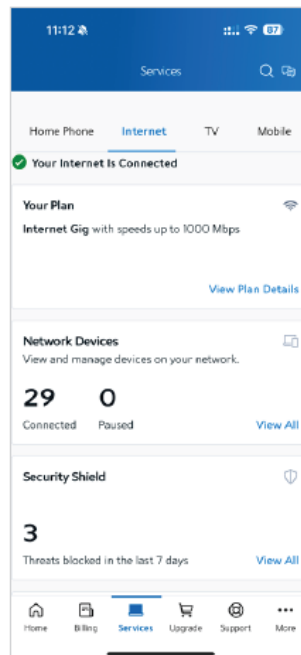 11:12
87
Services
Home Phone Internet TV Mobile
Your Internet Is Connected
Your Plan
Internet Gig with speeds up to 1000 Mbps
View Plan Details
Network Devices
View and manage devices on your network.
29 0
Connected Paused
View All
Security Shield
3
Threats blocked in the last 7 days
View All
Home Billing Services Upgrade Support More